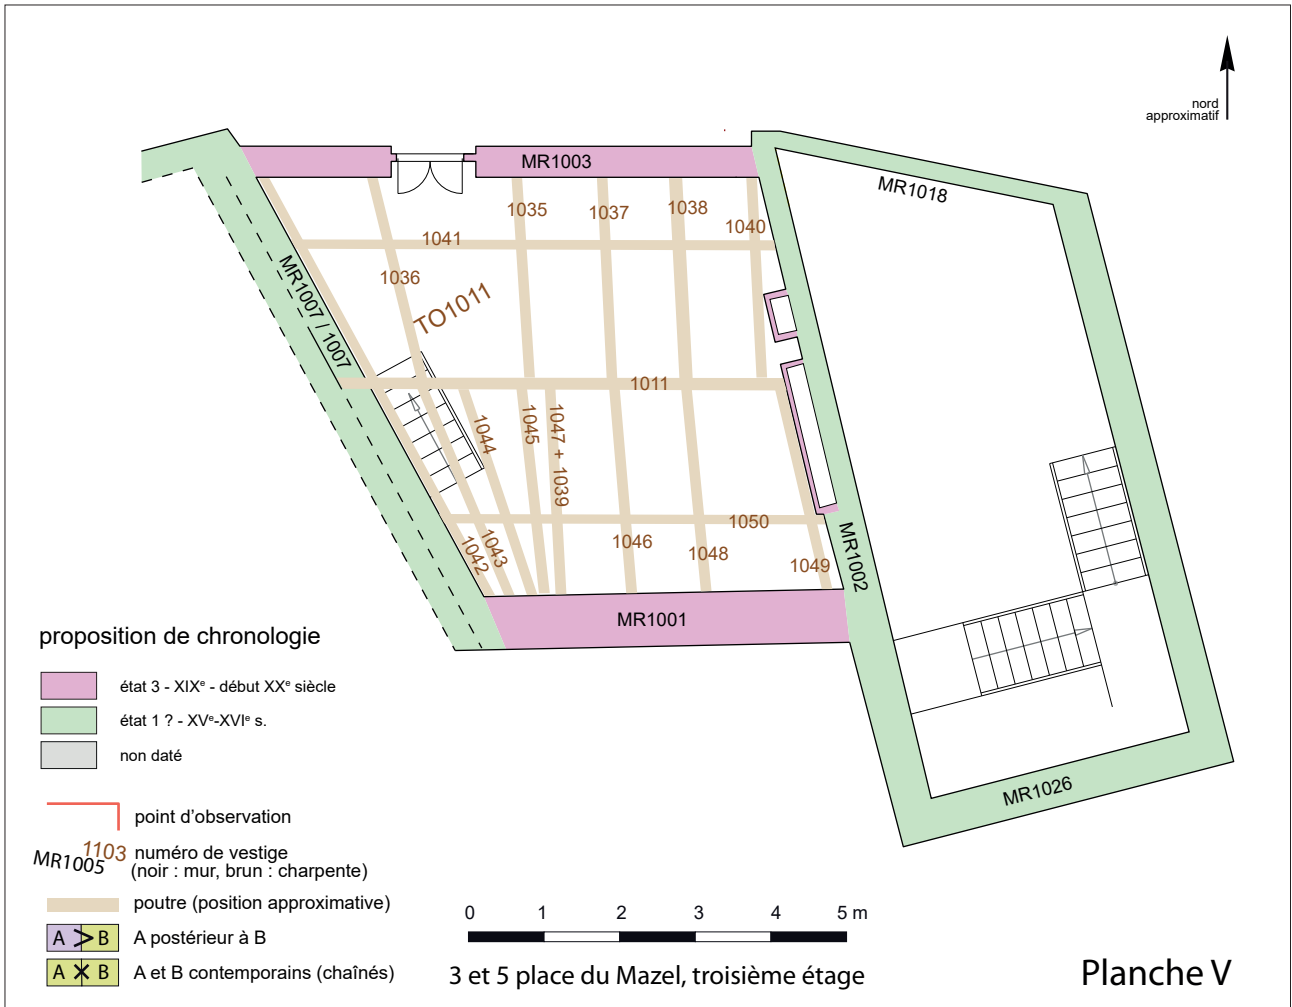 nord
approximatif
MR1003
MR1018
1035
1037
1038
1040
1041
1036
TO1011
MR1007 / 1007
1011
1044
1045
1047 + 1039
1050
1042
1043
1046
1048
1049
MR1002
MR1001
MR1026
proposition de chronologie
état 3 - XIXe - début XXe siècle
état 1 ? - XVe-XVIe s.
non daté
point d'observation
MR1005 1103 numéro de vestige
(noir : mur, brun : charpente)
poutre (position approximative)
A > B A postérieur à B
A X B A et B contemporains (chaînés)
0 1 2 3 4 5 m
3 et 5 place du Mazel, troisième étage
Planche V